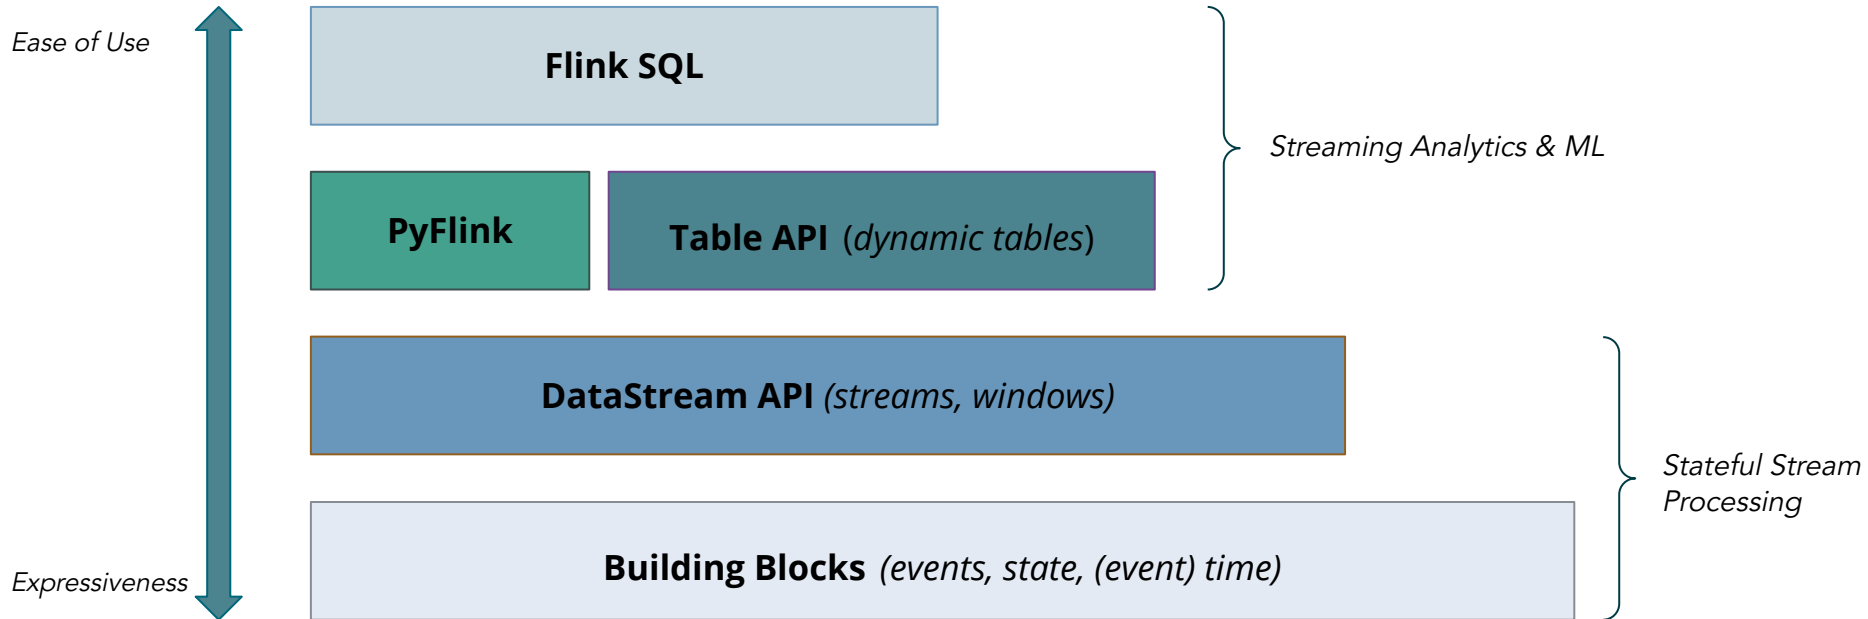 Ease of Use
Flink SQL
Streaming Analytics & ML
PyFlink
Table API (dynamic tables)
DataStream API (streams, windows)
Stateful Stream
Processing
Building Blocks (events, state, (event) time)
Expressiveness